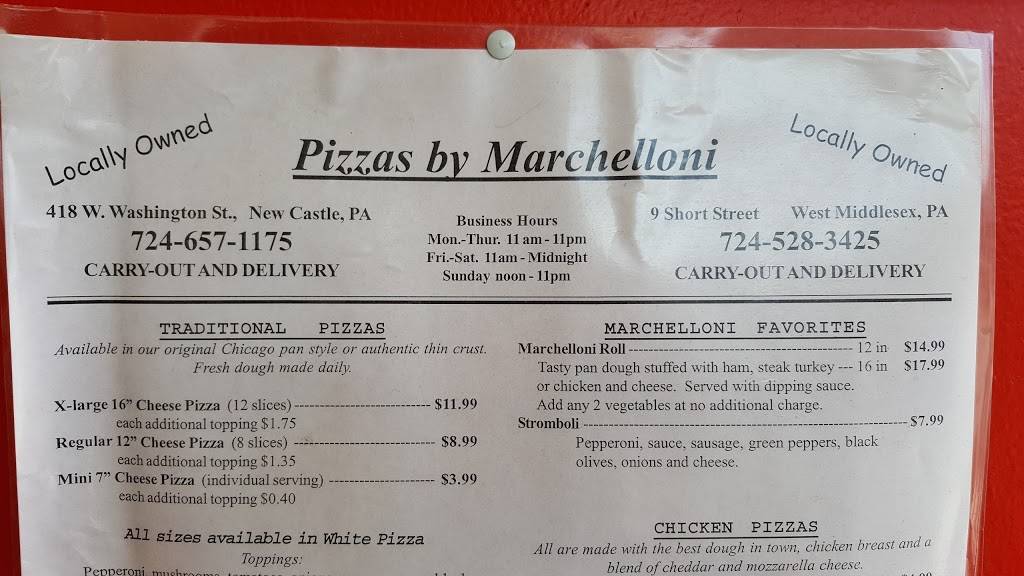 Locally Owned
Pizzas by Marchelloni
Locally Owned
418 W. Washington St., New Castle, PA
724-657-1175
CARRY-OUT AND DELIVERY
Business Hours
Mon.-Thur. 11 am - 11pm
Fri.-Sat. 11am - Midnight
Sunday noon - 11pm
9 Short Street West Middlesex, PA
724-528-3425
CARRY-OUT AND DELIVERY
TRADITIONAL PIZZAS
Available in our original Chicago pan style or authentic thin crust.
Fresh dough made daily.
X-large 16" Cheese Pizza (12 slices) $11.99
each additional topping $1.75
Regular 12" Cheese Pizza (8 slices) $8.99
each additional topping $1.35
Mini 7" Cheese Pizza (individual serving) $3.99
each additional topping $0.40
All sizes available in White Pizza
Toppings:
Pepperoni, mushrooms, tomatoes,
MARCHELLONI FAVORITES
Marchelloni Roll 12 in $14.99
Tasty pan dough stuffed with ham, steak turkey --- 16 in $17.99
or chicken and cheese. Served with dipping sauce.
Add any 2 vegetables at no additional charge.
Stromboli $7.99
Pepperoni, sauce, sausage, green peppers, black
olives, onions and cheese.
CHICKEN PIZZAS
All are made with the best dough in town, chicken breast and a
blend of cheddar and mozzarella cheese.